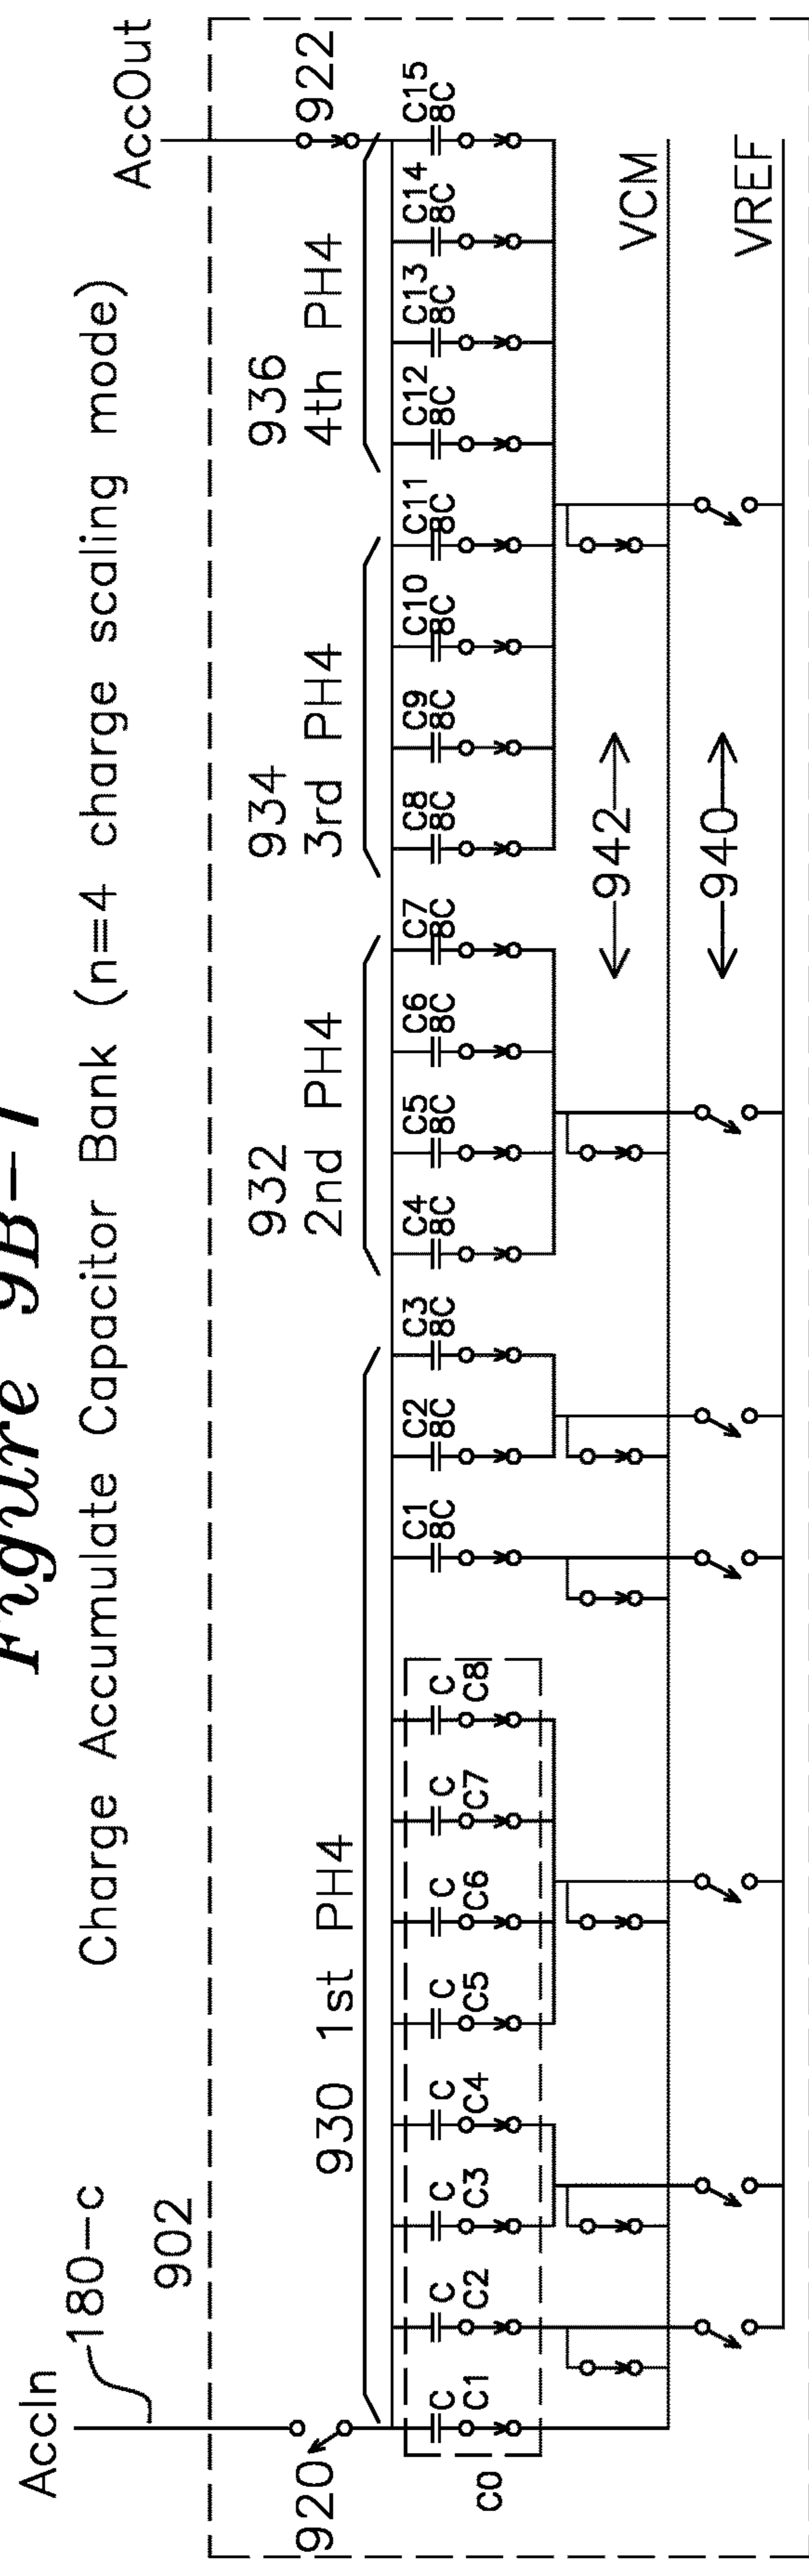 Figure 9B-1
Charge Accumulate Capacitor Bank (n=4 charge scaling mode)
AccIn
180-c
902
AccOut
920
922
930 1st PH4
932
2nd PH4
934
3rd PH4
936
4th PH4
C C C C C C C C
C1 C2 C3 C4 C5 C6 C7 C8
C0
C1 C2 C3 C4 C5 C6 C7 C8 C9 C10 C11 C12 C13 C14 C15
8C 8C 8C 8C 8C 8C 8C 8C 8C 8C 8C 8C 8C 8C 8C
942
VCM
940
VREF